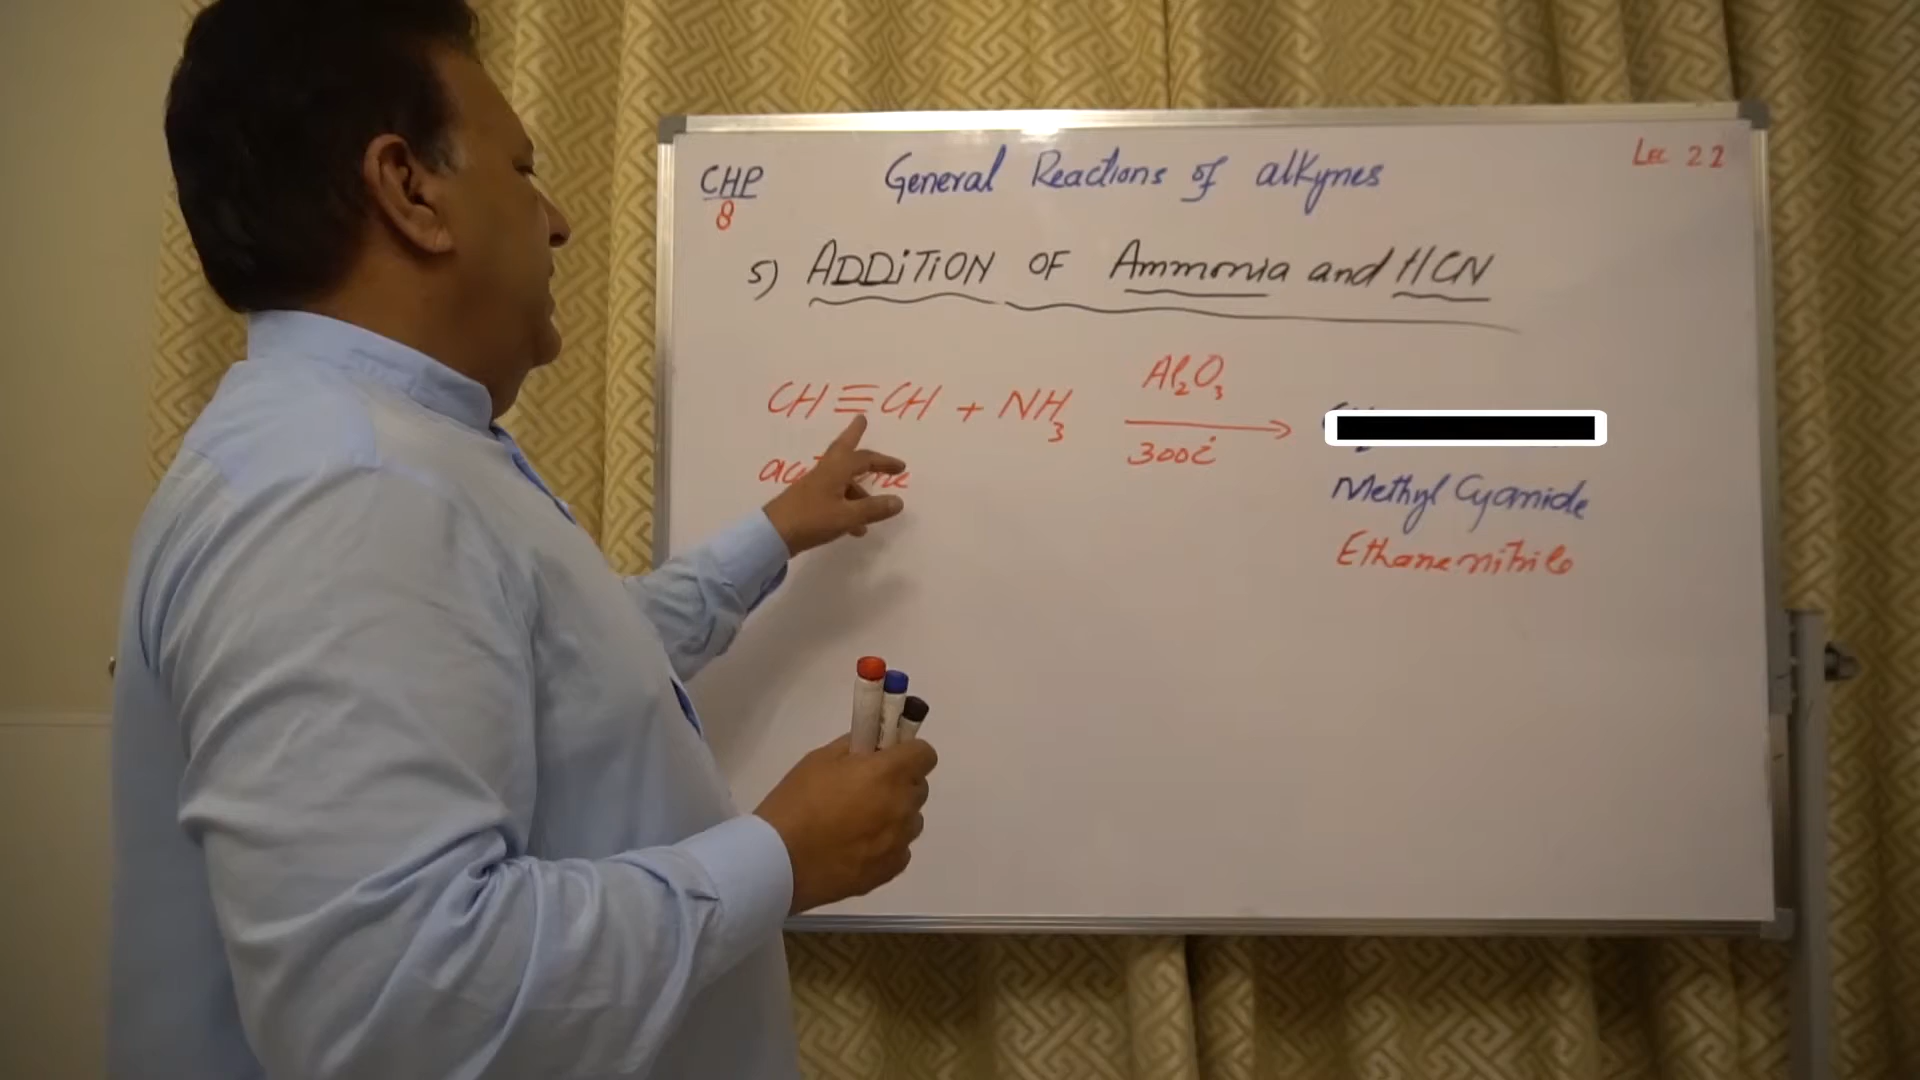 CHP General Reactions of alkynes Lec 22
8
5) ADDiTiON OF Ammonia and HCN
CH≡CH + NH3
Al2O3
300c
Methyl Cyanide
Ethanenitrile